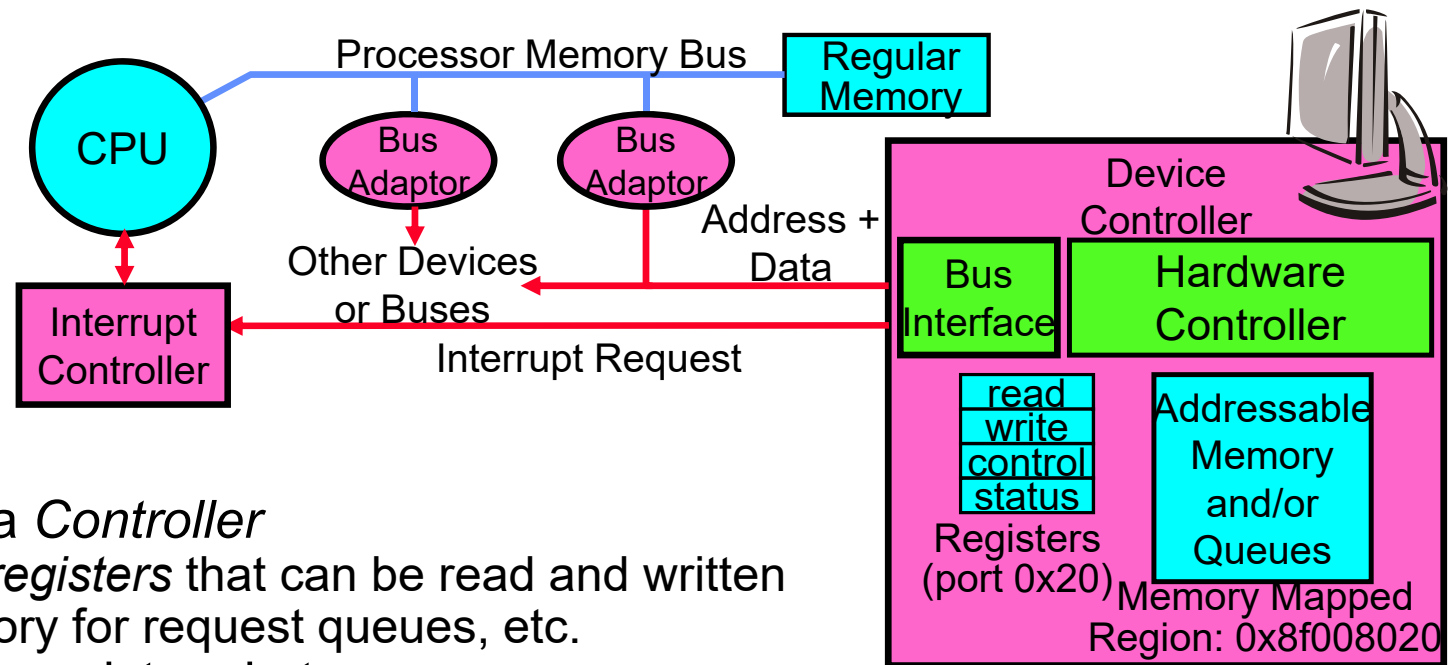 Processor Memory Bus
Regular
Memory
CPU
Bus
Adaptor
Bus
Adaptor
Device
Controller
Address +
Data
Other Devices
or Buses
Bus
Interface
Hardware
Controller
Interrupt
Controller
Interrupt Request
read
write
control
status
Registers
(port 0x20)
Addressable
Memory
and/or
Queues
Memory Mapped
Region: 0x8f008020
a Controller
registers that can be read and written
ory for request queues, etc.